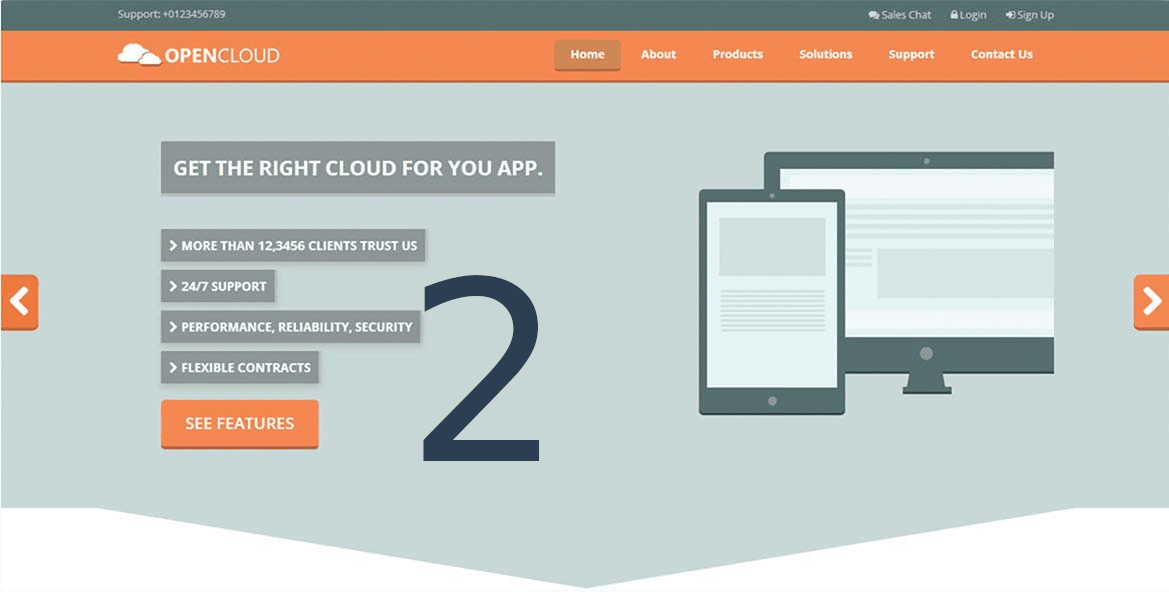 Support: +0123456789
Sales Chat Login Sign Up
OPENCLOUD
Home About Products Solutions Support Contact Us
GET THE RIGHT CLOUD FOR YOU APP.
MORE THAN 12,3456 CLIENTS TRUST US
24/7 SUPPORT
PERFORMANCE, RELIABILITY, SECURITY
FLEXIBLE CONTRACTS
SEE FEATURES
2